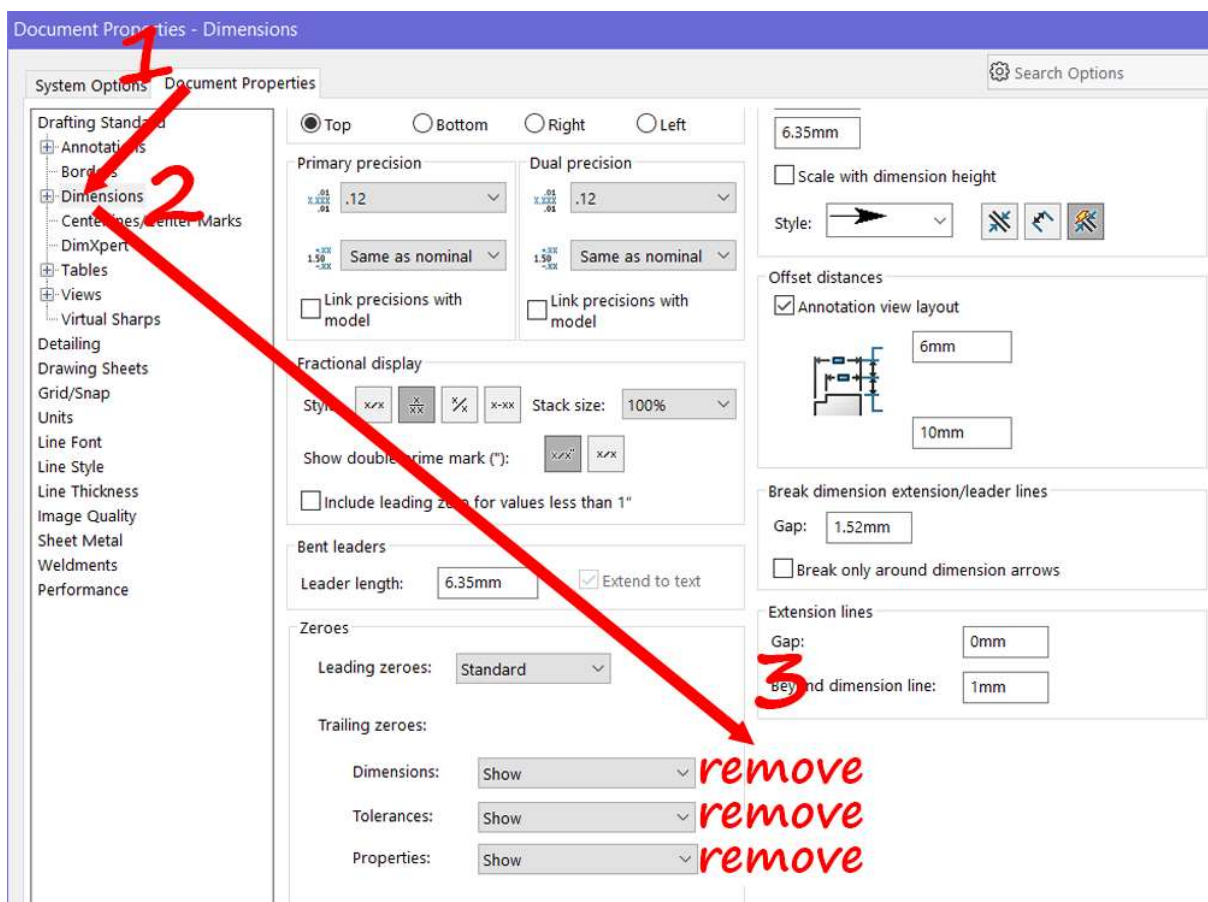 Document Properties - Dimensions
1
System Options
Document Properties
Search Options
Drafting Standard
Annotations
Borders
Dimensions
2
Centerlines/Center Marks
DimXpert
Tables
Views
Virtual Sharps
Detailing
Drawing Sheets
Grid/Snap
Units
Line Font
Line Style
Line Thickness
Image Quality
Sheet Metal
Weldments
Performance
Top
Bottom
Right
Left
Primary precision
.12
Same as nominal
Link precisions with
model
Dual precision
.12
Same as nominal
Link precisions with
model
Fractional display
Style:
Stack size:
100%
Show double prime mark ("):
Include leading zero for values less than 1"
Bent leaders
Leader length:
6.35mm
Extend to text
Zeroes
Leading zeroes:
Standard
Trailing zeroes:
Dimensions:
Show
remove
Tolerances:
Show
remove
Properties:
Show
remove
6.35mm
Scale with dimension height
Style:
Offset distances
Annotation view layout
6mm
10mm
Break dimension extension/leader lines
Gap:
1.52mm
Break only around dimension arrows
Extension lines
Gap:
0mm
3
Beyond dimension line:
1mm